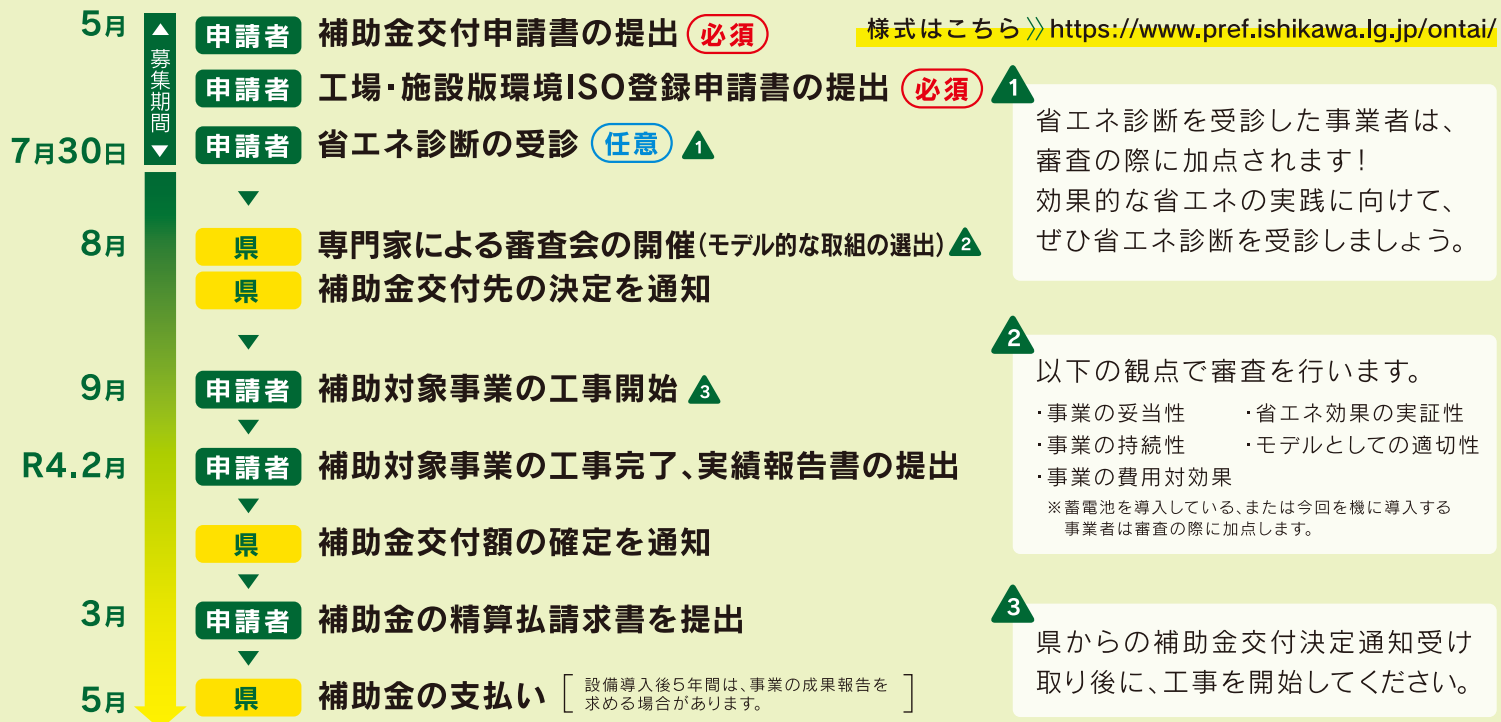 5月
▲募集期間▼
申請者 補助金交付申請書の提出 必須
様式はこちら》https://www.pref.ishikawa.lg.jp/ontai/
申請者 工場・施設版環境ISO登録申請書の提出 必須
7月30日
申請者 省エネ診断の受診 任意 1
8月
県 専門家による審査会の開催(モデル的な取組の選出) 2
県 補助金交付先の決定を通知
9月
申請者 補助対象事業の工事開始 3
R4.2月
申請者 補助対象事業の工事完了、実績報告書の提出
県 補助金交付額の確定を通知
3月
申請者 補助金の精算払請求書を提出
5月
県 補助金の支払い
[設備導入後5年間は、事業の成果報告を
求める場合があります。]
1
省エネ診断を受診した事業者は、
審査の際に加点されます!
効果的な省エネの実践に向けて、
ぜひ省エネ診断を受診しましょう。
2
以下の観点で審査を行います。
・事業の妥当性 ・省エネ効果の実証性
・事業の持続性 ・モデルとしての適切性
・事業の費用対効果
※蓄電池を導入している、または今回を機に導入する
事業者は審査の際に加点します。
3
県からの補助金交付決定通知受け
取り後に、工事を開始してください。